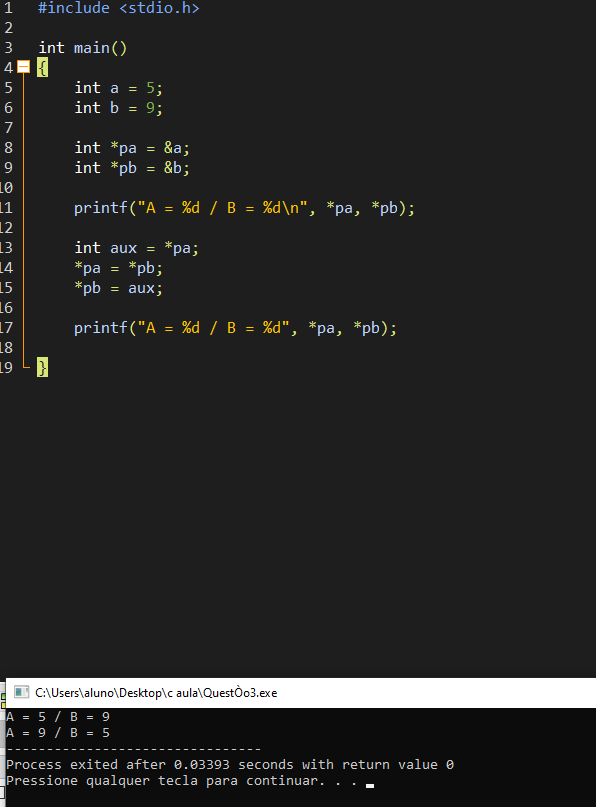 1 #include <stdio.h>
2
3 int main()
4 {
5 int a = 5;
6 int b = 9;
7
8 int *pa = &a;
9 int *pb = &b;
10
11 printf("A = %d / B = %d\n", *pa, *pb);
12
13 int aux = *pa;
14 *pa = *pb;
15 *pb = aux;
16
17 printf("A = %d / B = %d", *pa, *pb);
18
19 }
C:\Users\aluno\Desktop\c aula\QuestÒo3.exe
A = 5 / B = 9
A = 9 / B = 5
--------------------------------
Process exited after 0.03393 seconds with return value 0
Pressione qualquer tecla para continuar. . .